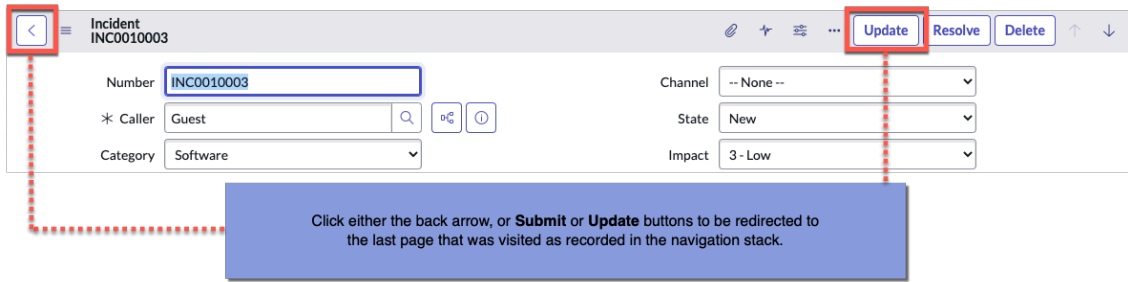 Incident
INC0010003
Update
Resolve
Delete
Number
INC0010003
Channel
-- None --
Caller
Guest
State
New
Category
Software
Impact
3 - Low
Click either the back arrow, or Submit or Update buttons to be redirected to
the last page that was visited as recorded in the navigation stack.